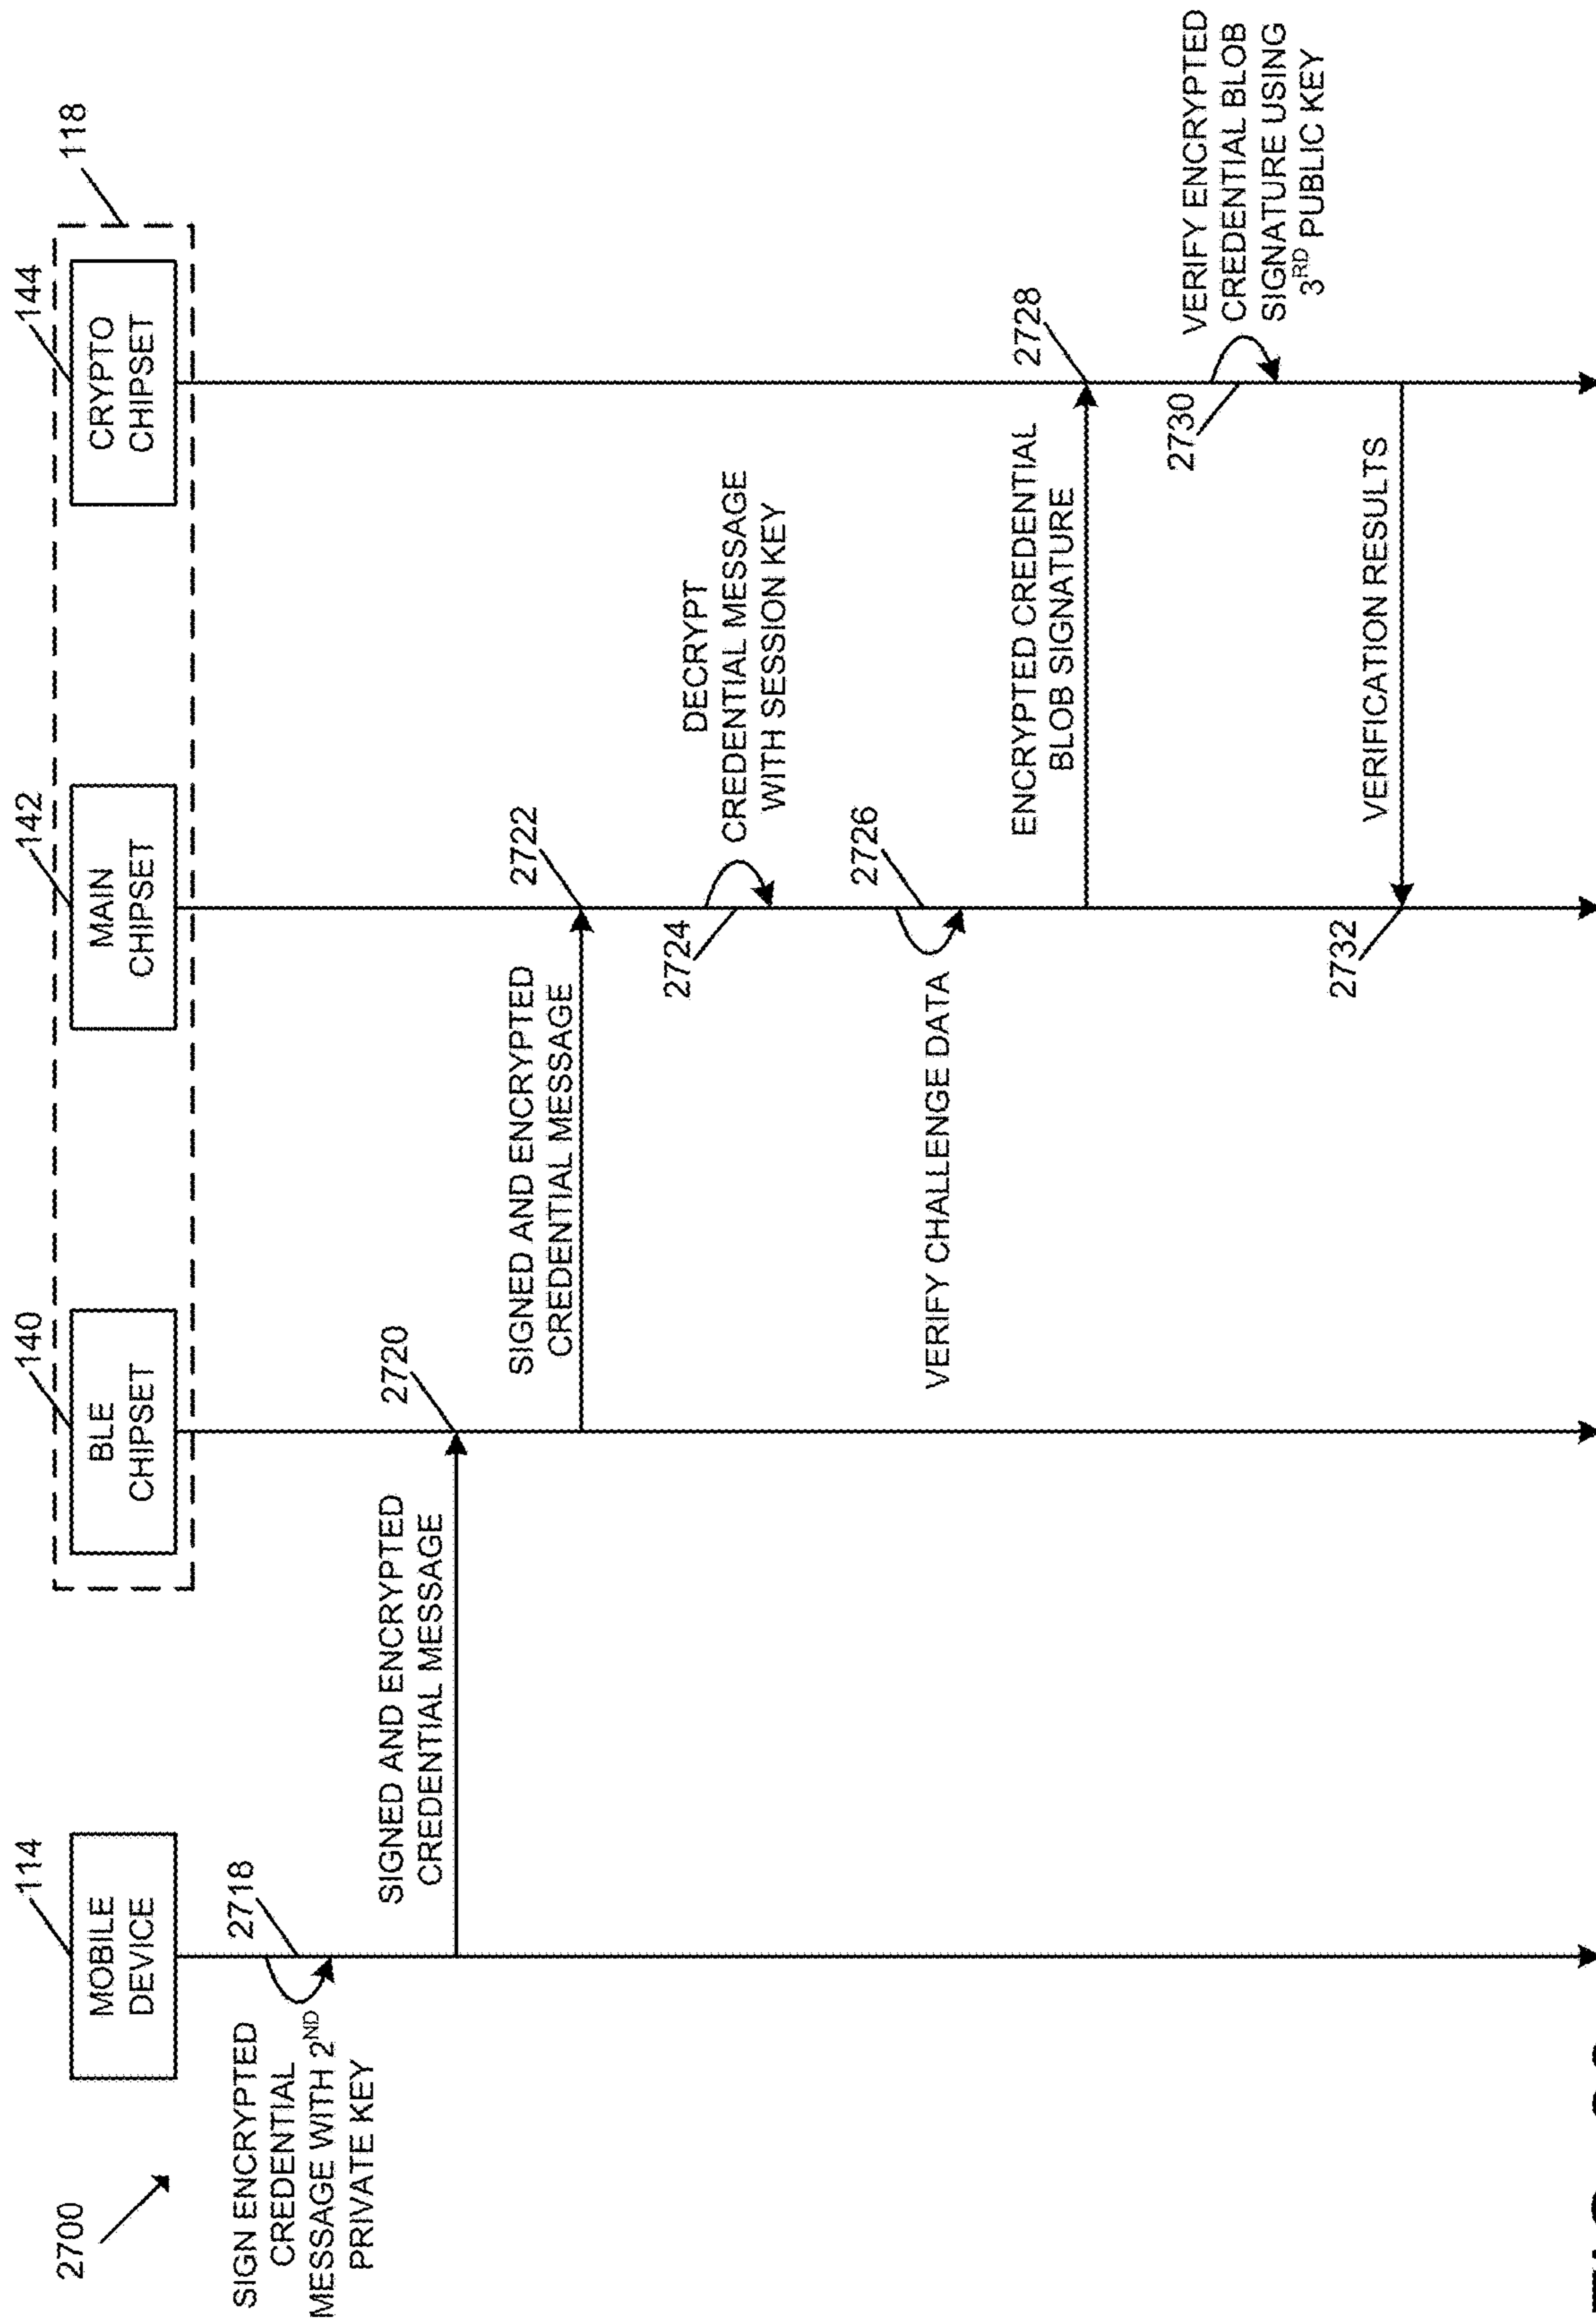 2700
114
MOBILE
DEVICE
140
BLE
CHIPSET
142
MAIN
CHIPSET
144
CRYPTO
CHIPSET
118
SIGN ENCRYPTED
CREDENTIAL
MESSAGE WITH 2ND
PRIVATE KEY
2718
SIGNED AND ENCRYPTED
CREDENTIAL MESSAGE
2720
SIGNED AND ENCRYPTED
CREDENTIAL MESSAGE
2722
DECRYPT
CREDENTIAL MESSAGE
WITH SESSION KEY
2724
VERIFY CHALLENGE DATA
2726
ENCRYPTED CREDENTIAL
BLOB SIGNATURE
2728
VERIFY ENCRYPTED
CREDENTIAL BLOB
SIGNATURE USING
3RD PUBLIC KEY
2730
VERIFICATION RESULTS
2732